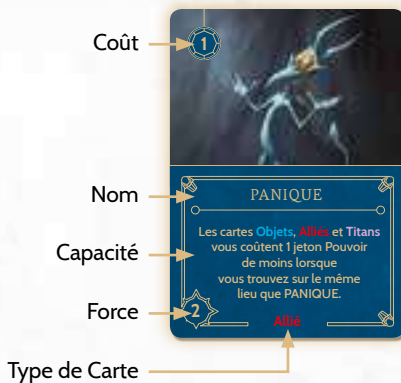 Coût
1
Nom
PANIQUE
Capacité
Les cartes Objets, Alliés et Titans
vous coûtent 1 jeton Pouvoir
de moins lorsque
vous trouvez sur le même
lieu que PANIQUE.
Force
2
Allié
Type de Carte